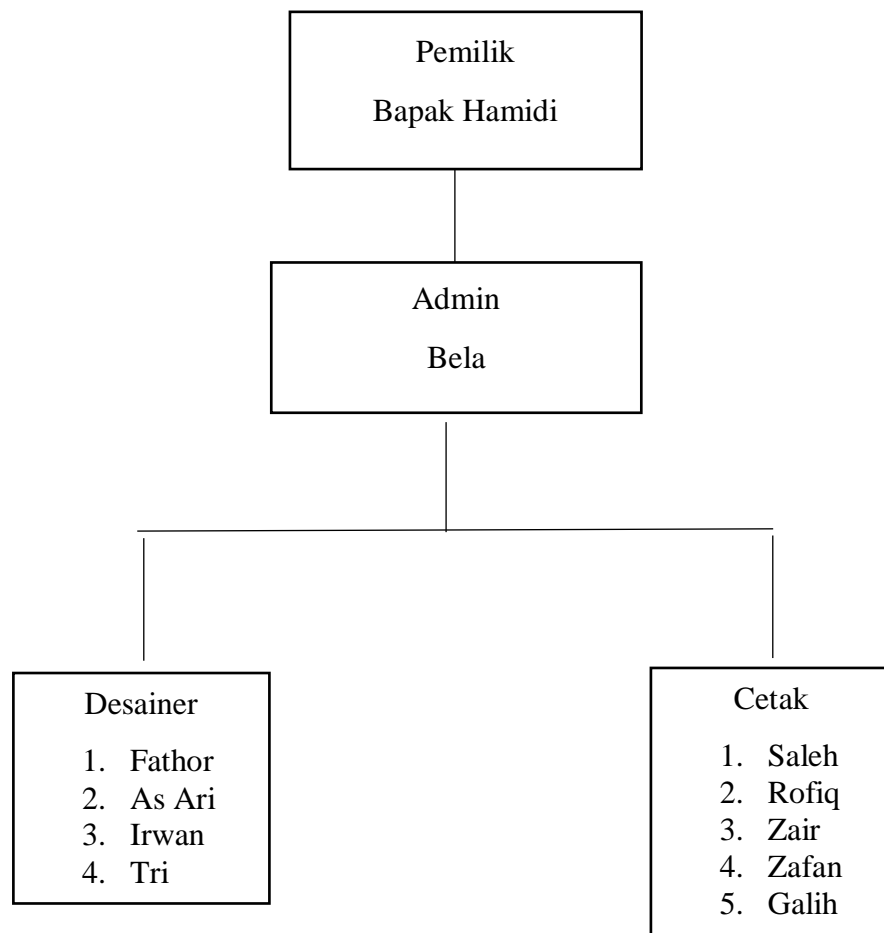 Pemilik
Bapak Hamidi
Admin
Bela
Desainer
1. Fathor
2. As Ari
3. Irwan
4. Tri
Cetak
1. Saleh
2. Rofiq
3. Zair
4. Zafan
5. Galih